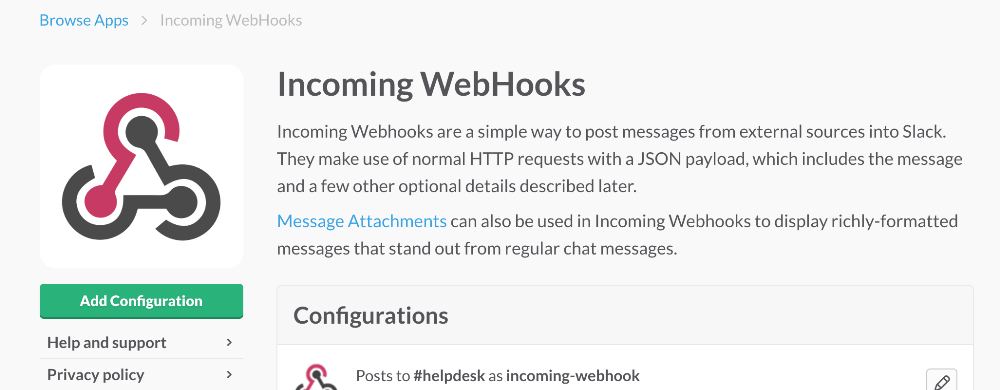 Browse Apps > Incoming WebHooks
Incoming WebHooks
Incoming Webhooks are a simple way to post messages from external sources into Slack.
They make use of normal HTTP requests with a JSON payload, which includes the message
and a few other optional details described later.
Message Attachments can also be used in Incoming Webhooks to display richly-formatted
messages that stand out from regular chat messages.
Add Configuration
Help and support >
Privacy policy >
Configurations
Posts to #helpdesk as incoming-webhook